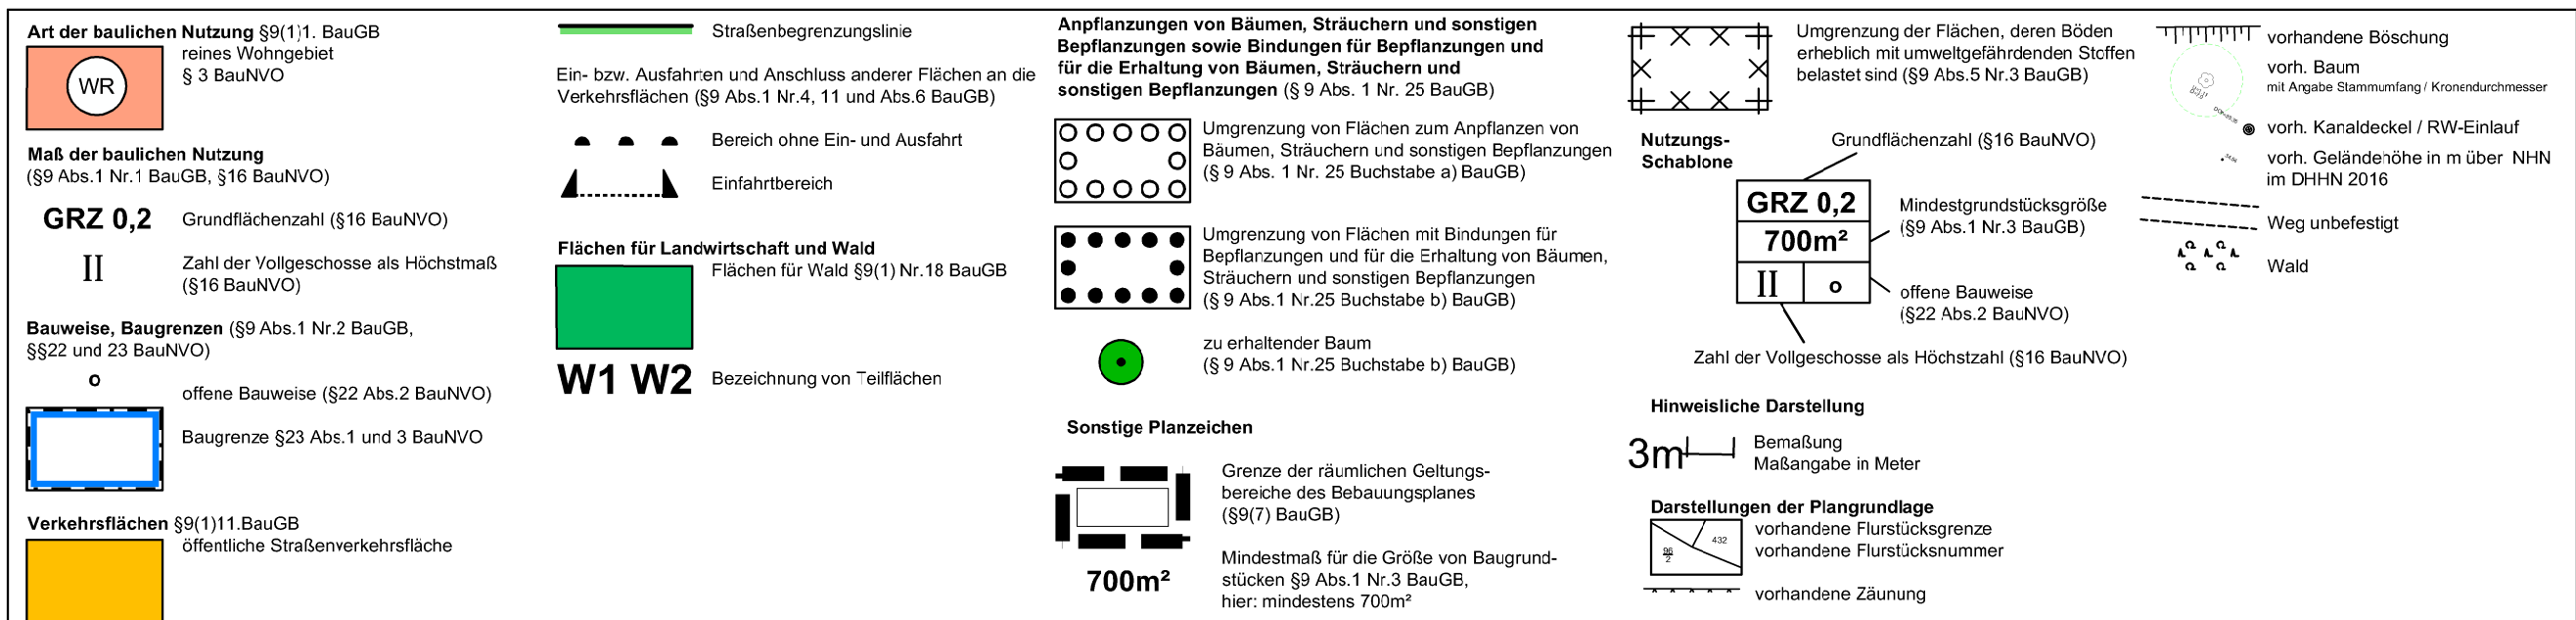 Art der baulichen Nutzung §9(1)1. BauGB
WR
reines Wohngebiet
§ 3 BauNVO
Maß der baulichen Nutzung
(§9 Abs.1 Nr.1 BauGB, §16 BauNVO)
GRZ 0,2
Grundflächenzahl (§16 BauNVO)
II
Zahl der Vollgeschosse als Höchstmaß
(§16 BauNVO)
Bauweise, Baugrenzen (§9 Abs.1 Nr.2 BauGB,
§§22 und 23 BauNVO)
o
offene Bauweise (§22 Abs.2 BauNVO)
Baugrenze §23 Abs.1 und 3 BauNVO
Verkehrsflächen §9(1)11.BauGB
öffentliche Straßenverkehrsfläche
Straßenbegrenzungslinie
Ein- bzw. Ausfahrten und Anschluss anderer Flächen an die
Verkehrsflächen (§9 Abs.1 Nr.4, 11 und Abs.6 BauGB)
Bereich ohne Ein- und Ausfahrt
Einfahrtbereich
Flächen für Landwirtschaft und Wald
Flächen für Wald §9(1) Nr.18 BauGB
W1 W2
Bezeichnung von Teilflächen
Anpflanzungen von Bäumen, Sträuchern und sonstigen
Bepflanzungen sowie Bindungen für Bepflanzungen und
für die Erhaltung von Bäumen, Sträuchern und
sonstigen Bepflanzungen (§ 9 Abs. 1 Nr. 25 BauGB)
Umgrenzung von Flächen zum Anpflanzen von
Bäumen, Sträuchern und sonstigen Bepflanzungen
(§ 9 Abs. 1 Nr. 25 Buchstabe a) BauGB)
Umgrenzung von Flächen mit Bindungen für
Bepflanzungen und für die Erhaltung von Bäumen,
Sträuchern und sonstigen Bepflanzungen
(§ 9 Abs.1 Nr.25 Buchstabe b) BauGB)
zu erhaltender Baum
(§ 9 Abs.1 Nr.25 Buchstabe b) BauGB)
Sonstige Planzeichen
Grenze der räumlichen Geltungs-
bereiche des Bebauungsplanes
(§9(7) BauGB)
700m²
Mindestmaß für die Größe von Baugrund-
stücken §9 Abs.1 Nr.3 BauGB,
hier: mindestens 700m²
Umgrenzung der Flächen, deren Böden
erheblich mit umweltgefährdenden Stoffen
belastet sind (§9 Abs.5 Nr.3 BauGB)
Nutzungs-
Schablone
Grundflächenzahl (§16 BauNVO)
GRZ 0,2
700m²
II o
Mindestgrundstücksgröße
(§9 Abs.1 Nr.3 BauGB)
offene Bauweise
(§22 Abs.2 BauNVO)
Zahl der Vollgeschosse als Höchstzahl (§16 BauNVO)
Hinweisliche Darstellung
3m
Bemaßung
Maßangabe in Meter
Darstellungen der Plangrundlage
96
2
432
vorhandene Flurstücksgrenze
vorhandene Flurstücksnummer
vorhandene Zäunung
vorhandene Böschung
vorh. Baum
mit Angabe Stammumfang / Kronendurchmesser
vorh. Kanaldeckel / RW-Einlauf
vorh. Geländehöhe in m über NHN
im DHHN 2016
Weg unbefestigt
Wald